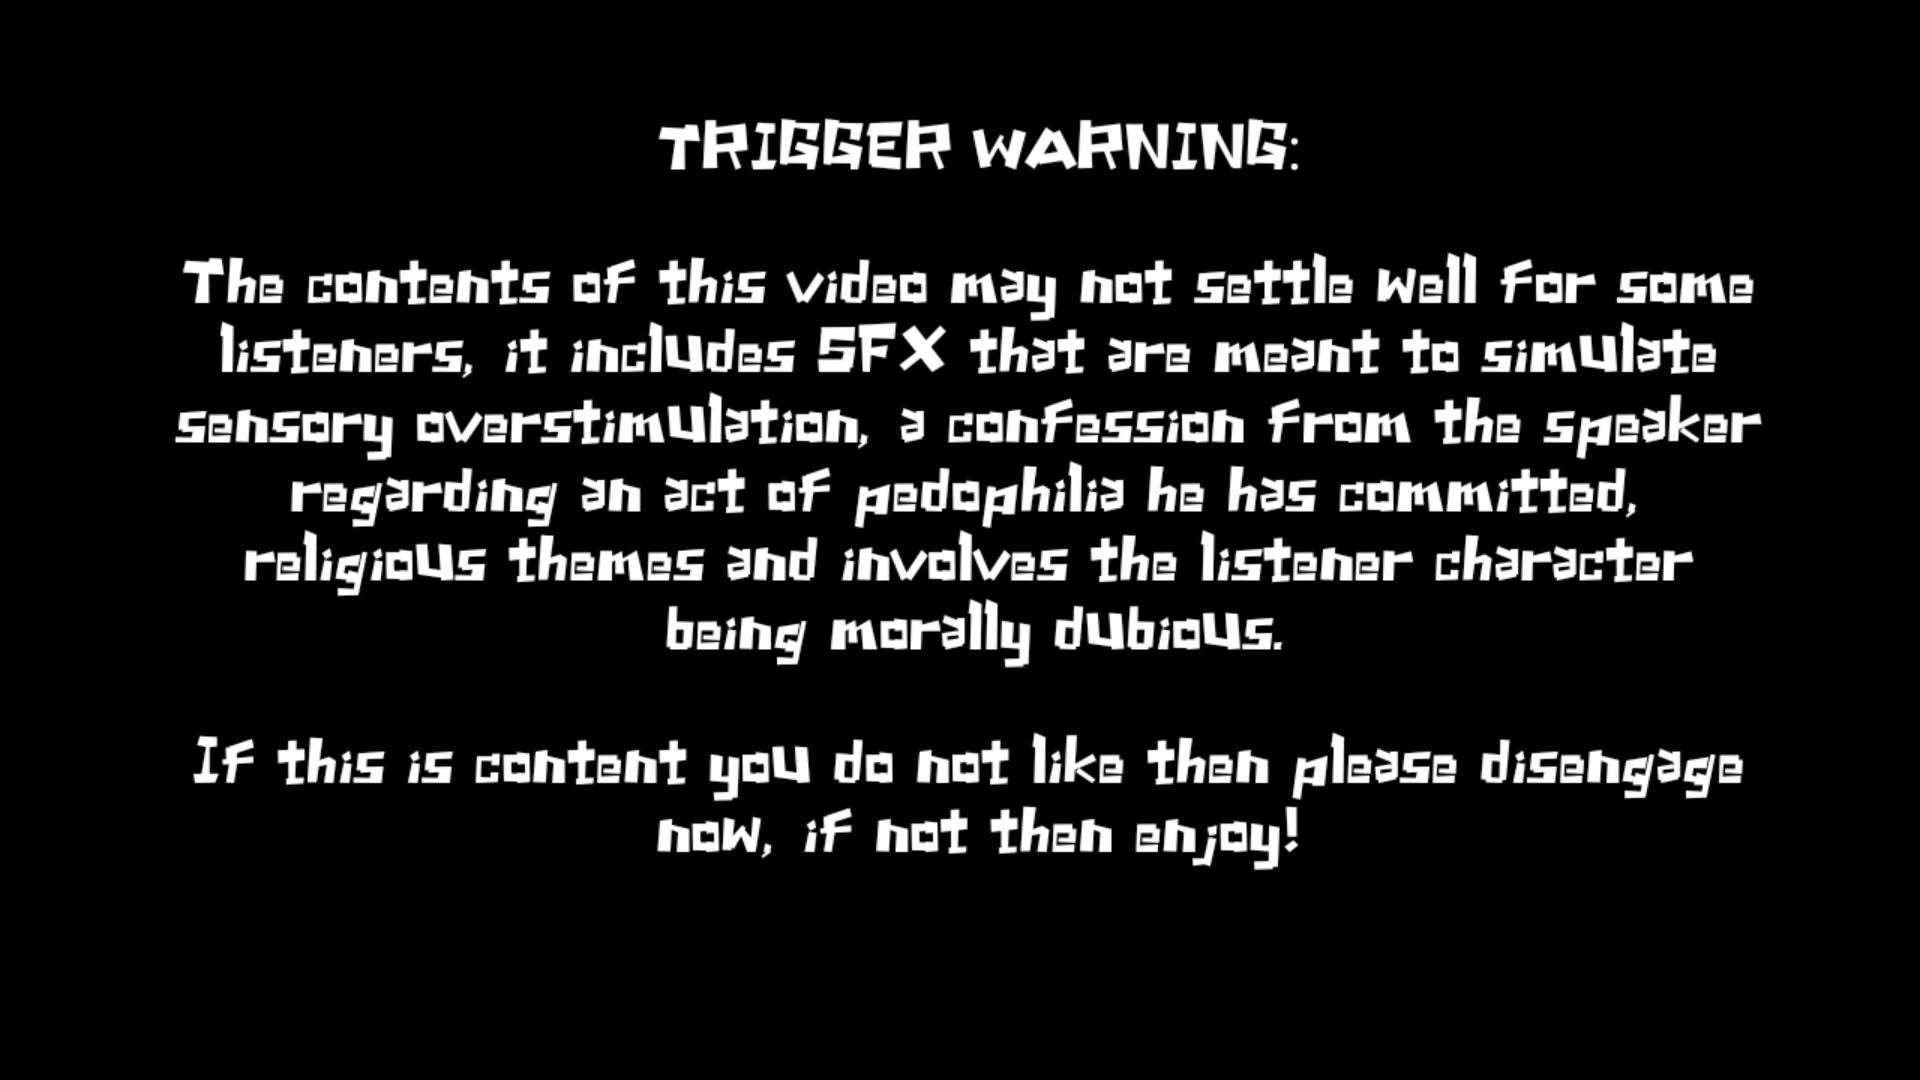 TRIGGER WARNING:
The contents of this video may not settle well for some
listeners, it includes SFX that are meant to simulate
sensory overstimulation, a confession from the speaker
regarding an act of pedophilia he has committed,
religious themes and involves the listener character
being morally dubious.
If this is content you do not like then please disengage
now, if not then enjoy!